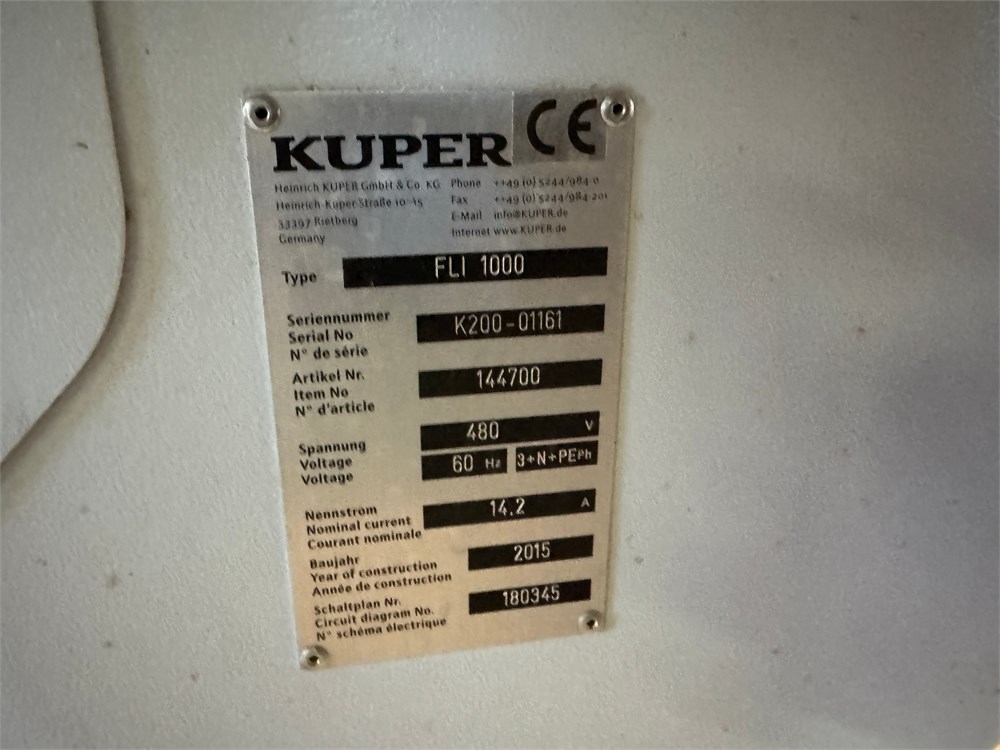 KUPER CE
Heinrich KUPER GmbH & Co. KG
Heinrich-Kuper-Straße 10-15
33397 Rietberg
Germany
Phone ++49 (0) 5244/984-0
Fax ++49 (0) 5244/984-201
E-Mail info@KUPER.de
Internet www.KUPER.de
Type FLI 1000
Seriennummer
Serial No
N° de série
K200-01161
Artikel Nr.
Item No
N° d'article
144700
Spannung
Voltage
Voltage
480 V
60 Hz 3+N+PE Ph
Nennstrom
Nominal current
Courant nominale
14.2 A
Baujahr
Year of construction
Année de construction
2015
Schaltplan Nr.
Circuit diagram No.
N° schéma électrique
180345